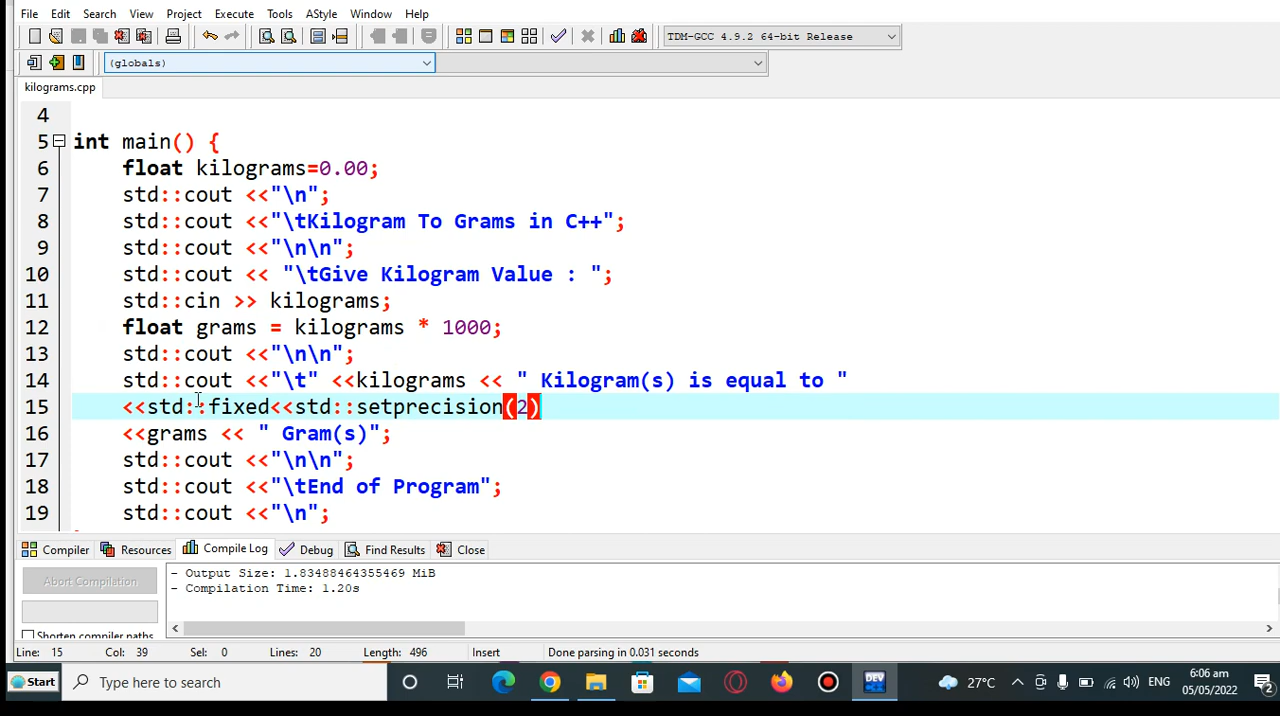 File Edit Search View Project Execute Tools AStyle Window Help
TDM-GCC 4.9.2 64-bit Release
(globals)
kilograms.cpp
4
5 int main() {
6 float kilograms=0.00;
7 std::cout <<"\n";
8 std::cout <<"\tKilogram To Grams in C++";
9 std::cout <<"\n\n";
10 std::cout << "\tGive Kilogram Value : ";
11 std::cin >> kilograms;
12 float grams = kilograms * 1000;
13 std::cout <<"\n\n";
14 std::cout <<"\t" <<kilograms << " Kilogram(s) is equal to "
15 <<std::fixed<<std::setprecision(2)
16 <<grams << " Gram(s)";
17 std::cout <<"\n\n";
18 std::cout <<"\tEnd of Program";
19 std::cout <<"\n";
Compiler Resources Compile Log Debug Find Results Close
Abort Compilation
- Output Size: 1.83488464355469 MiB
- Compilation Time: 1.20s
Shorten compiler paths
Line: 15 Col: 39 Sel: 0 Lines: 20 Length: 496 Insert Done parsing in 0.031 seconds
Start Type here to search DEV 27°C ENG 6:06 am
05/05/2022 2